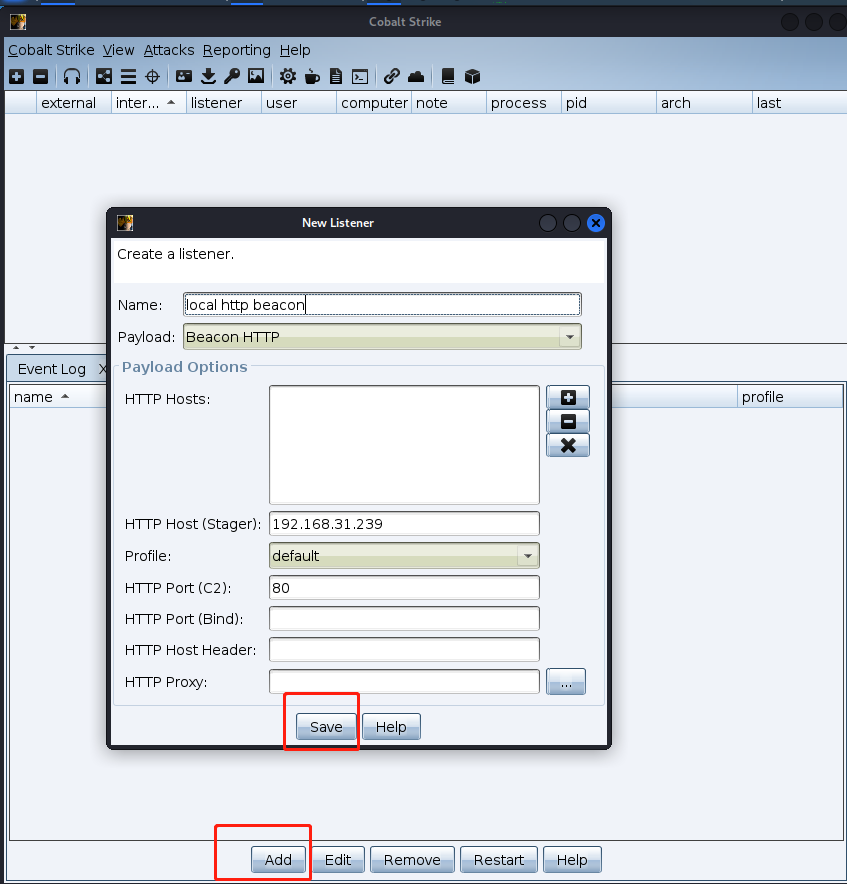 Cobalt Strike
Cobalt Strike View Attacks Reporting Help
external inter... listener user computer note process pid arch last
New Listener
Create a listener.
Name: local http beacon
Payload: Beacon HTTP
Event Log X
Payload Options
name profile
HTTP Hosts:
HTTP Host (Stager): 192.168.31.239
Profile: default
HTTP Port (C2): 80
HTTP Port (Bind):
HTTP Host Header:
HTTP Proxy: ...
Save Help
Add Edit Remove Restart Help